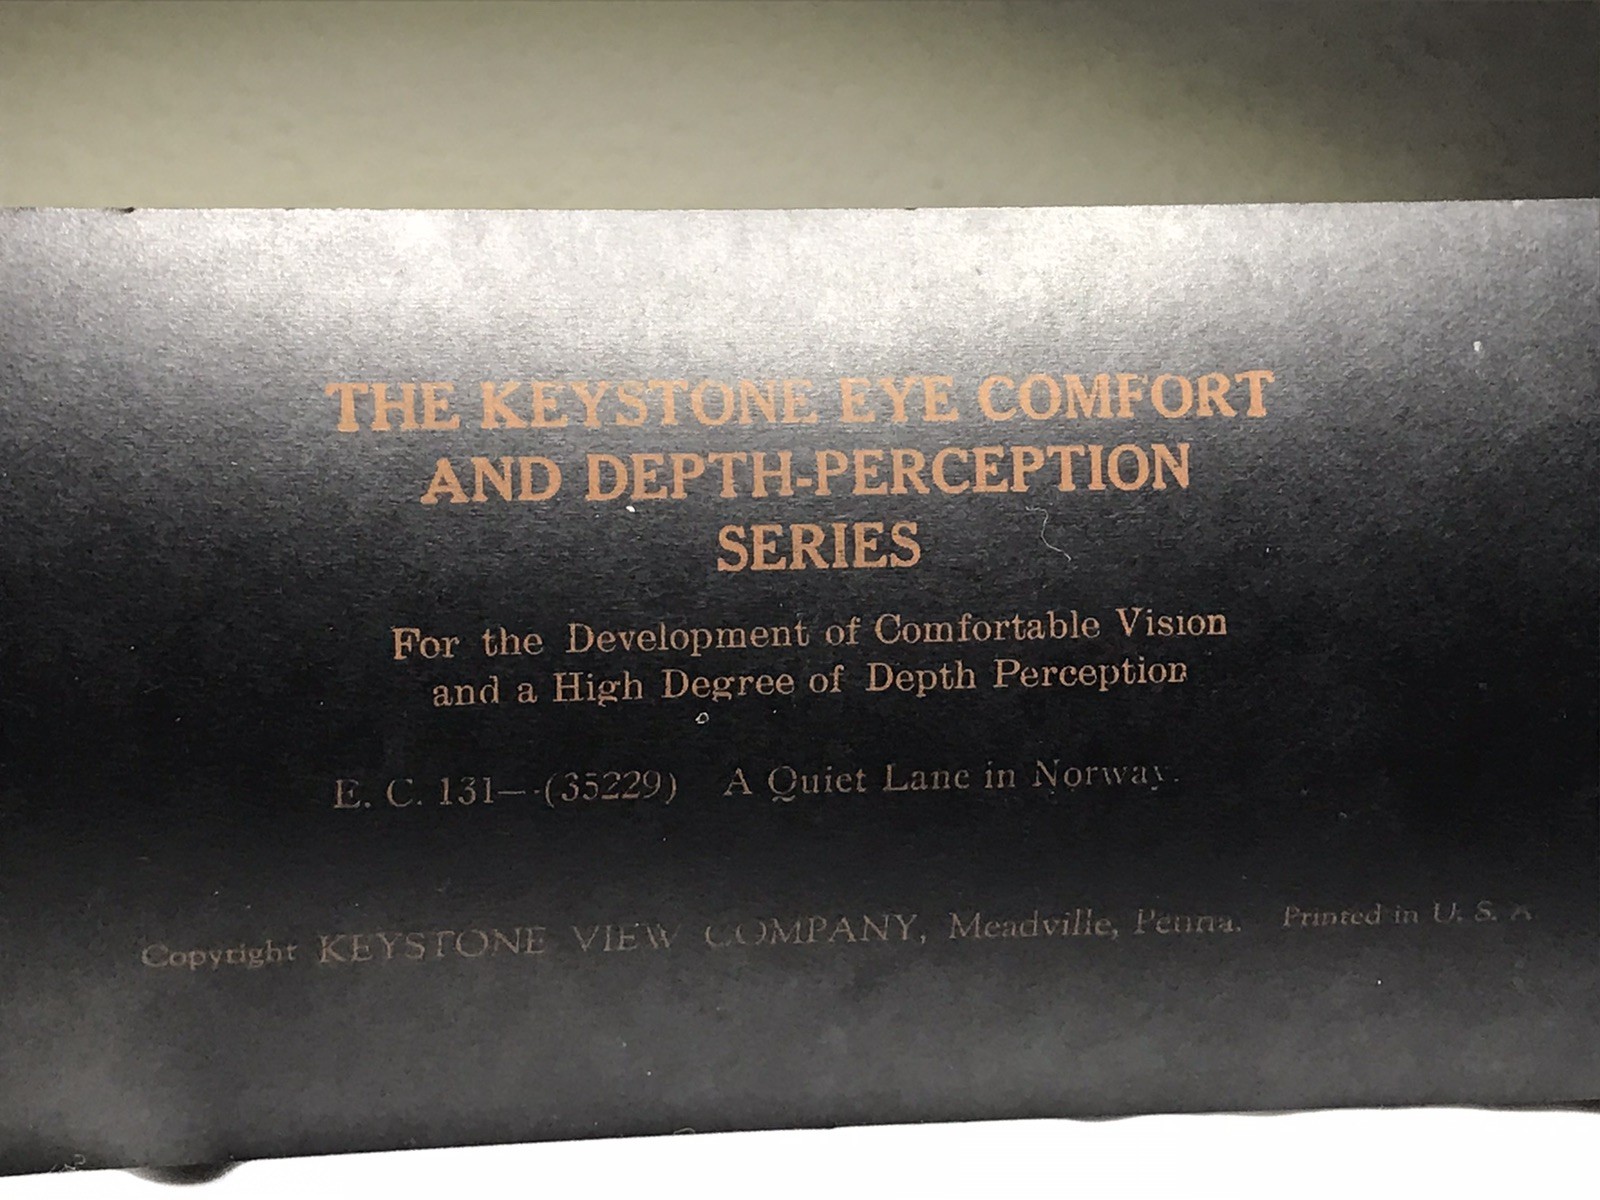 THE KEYSTONE EYE COMFORT
AND DEPTH-PERCEPTION
SERIES
For the Development of Comfortable Vision
and a High Degree of Depth Perception
E. C. 131—(35229) A Quiet Lane in Norway.
Copyright KEYSTONE VIEW COMPANY, Meadville, Penna. Printed in U. S. A